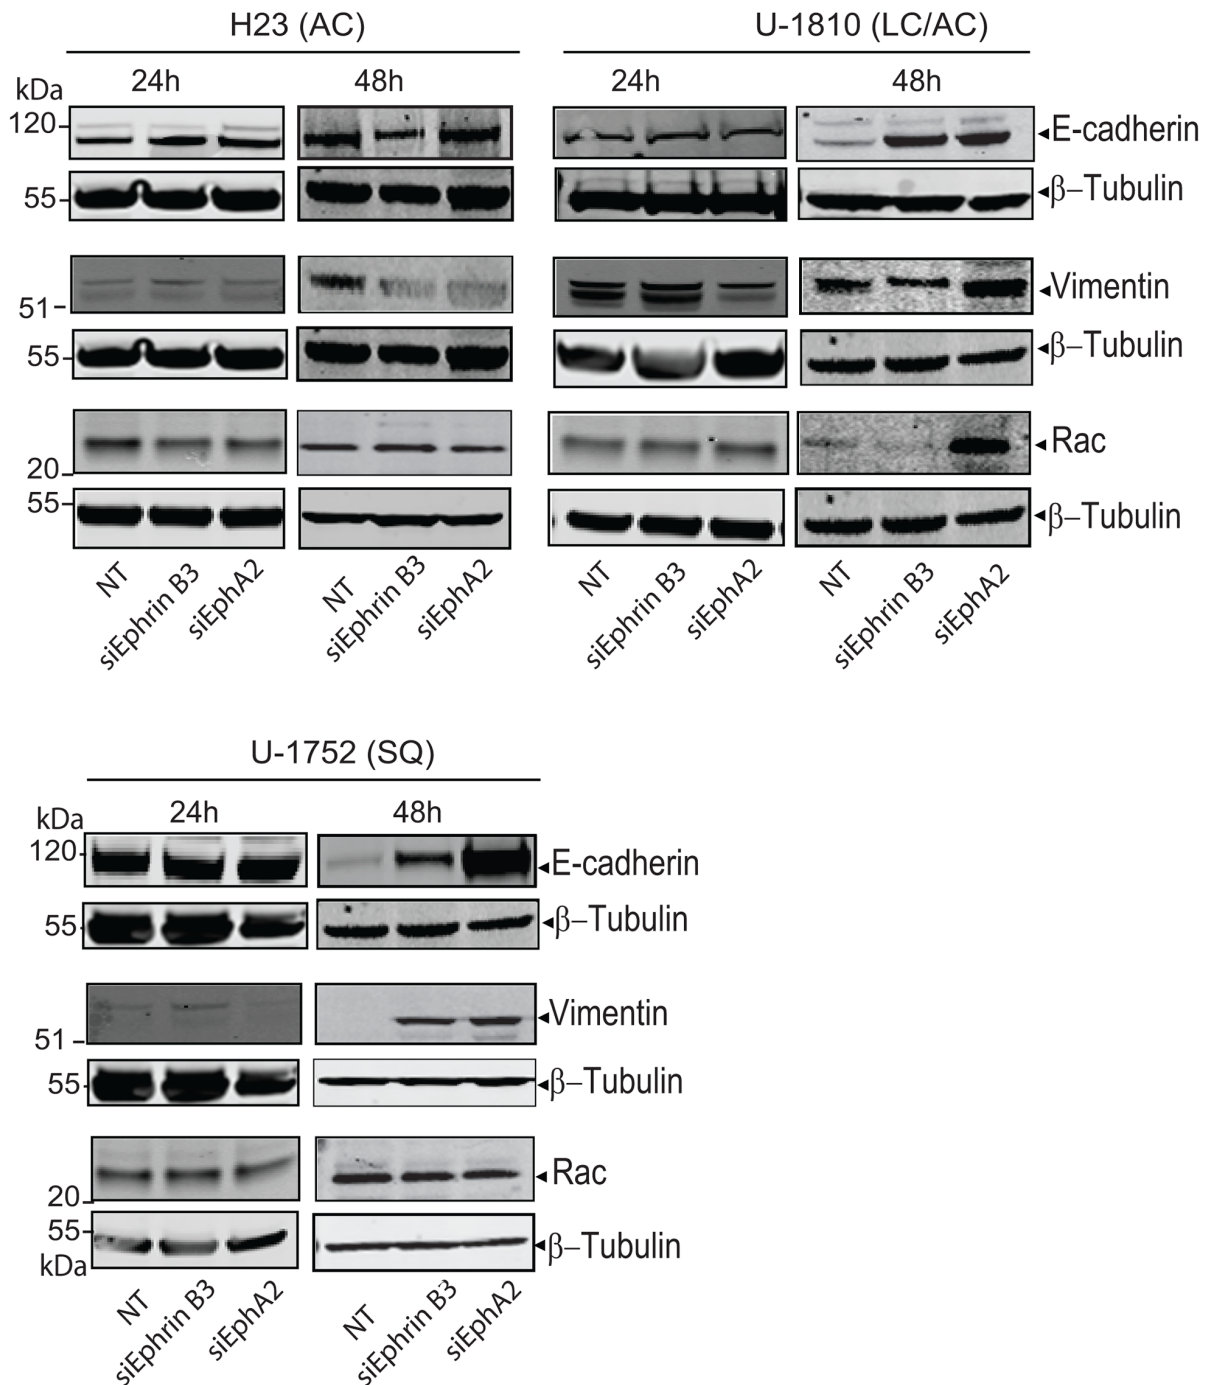 H23 (AC)
U-1810 (LC/AC)
kDa
24h
48h
24h
48h
120
E-cadherin
55
β–Tubulin
51
Vimentin
55
β–Tubulin
20
Rac
55
β–Tubulin
NT
siEphrin B3
siEphA2
NT
siEphrin B3
siEphA2
NT
siEphrin B3
siEphA2
NT
siEphrin B3
siEphA2
U-1752 (SQ)
kDa
24h
48h
120
E-cadherin
55
β–Tubulin
51
Vimentin
55
β–Tubulin
20
Rac
55
β–Tubulin
kDa
NT
siEphrin B3
siEphA2
NT
siEphrin B3
siEphA2